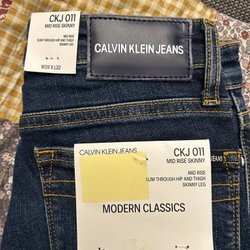 CKJ 011
MID RISE SKINNY
MID RISE
SLIM THROUGH HIP AND THIGH
SKINNY LEG
W25 X L32
CALVIN KLEIN JEANS
CALVIN KLEIN JEANS
CKJ 011
MID RISE SKINNY
MID RISE
SLIM THROUGH HIP AND THIGH
SKINNY LEG
MODERN CLASSICS